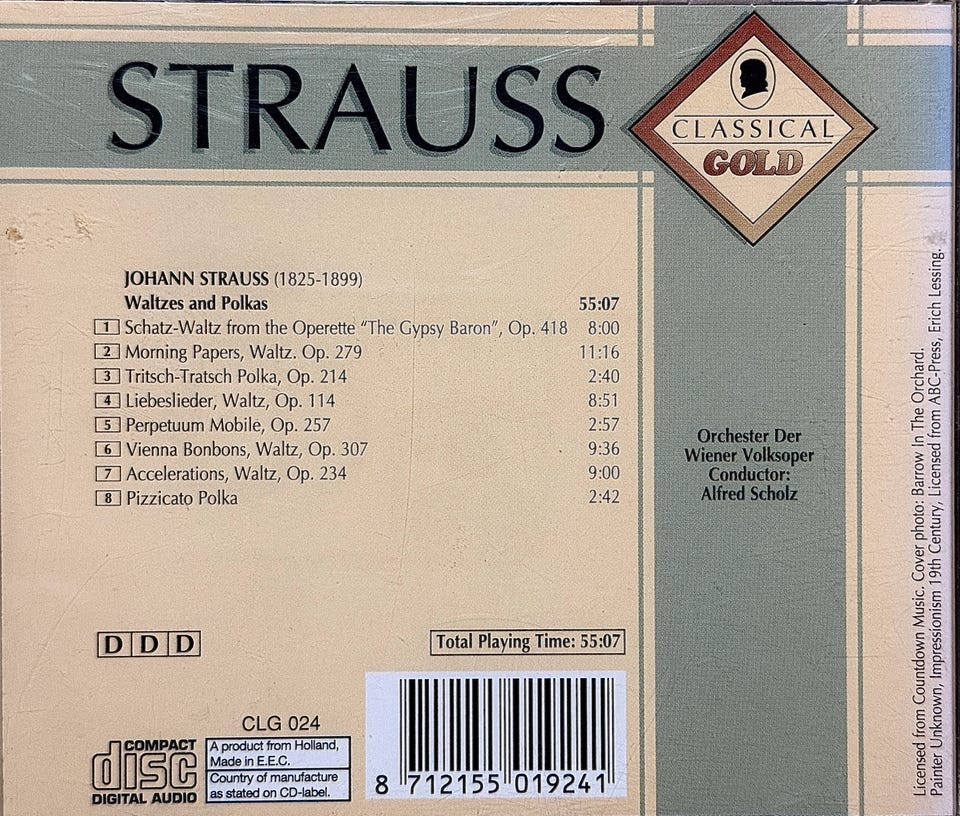 STRAUSS
CLASSICAL
GOLD
JOHANN STRAUSS (1825-1899)
Waltzes and Polkas 55:07
1 Schatz-Waltz from the Operette “The Gypsy Baron”, Op. 418 8:00
2 Morning Papers, Waltz. Op. 279 11:16
3 Tritsch-Tratsch Polka, Op. 214 2:40
4 Liebeslieder, Waltz, Op. 114 8:51
5 Perpetuum Mobile, Op. 257 2:57
6 Vienna Bonbons, Waltz, Op. 307 9:36
7 Accelerations, Waltz, Op. 234 9:00
8 Pizzicato Polka 2:42
Orchester Der
Wiener Volksoper
Conductor:
Alfred Scholz
D D D
Total Playing Time: 55:07
CLG 024
COMPACT
disc
DIGITAL AUDIO
A product from Holland,
Made in E.E.C.
Country of manufacture
as stated on CD-label.
8 712155 019241
Licensed from Countdown Music. Cover photo: Barrow In The Orchard.
Painter Unknown, Impressionism 19th Century, Licensed from ABC-Press, Erich Lessing.